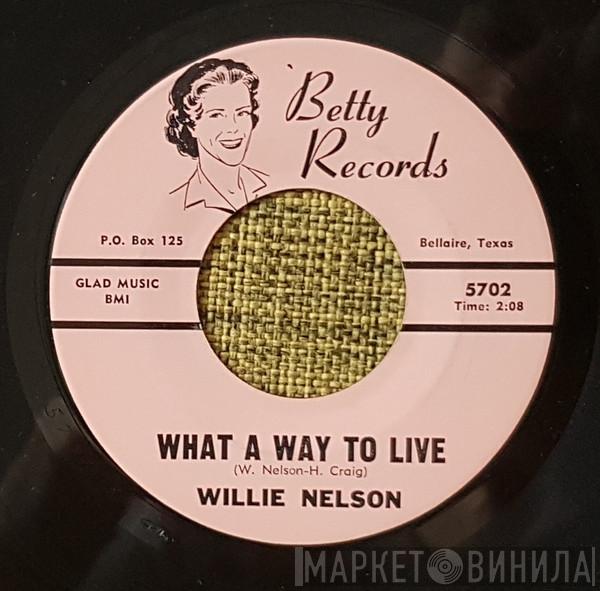 Betty
Records
P.O. Box 125
Bellaire, Texas
GLAD MUSIC
BMI
5702
Time: 2:08
WHAT A WAY TO LIVE
(W. Nelson-H. Craig)
WILLIE NELSON
МАРКЕТ ВИНИЛА